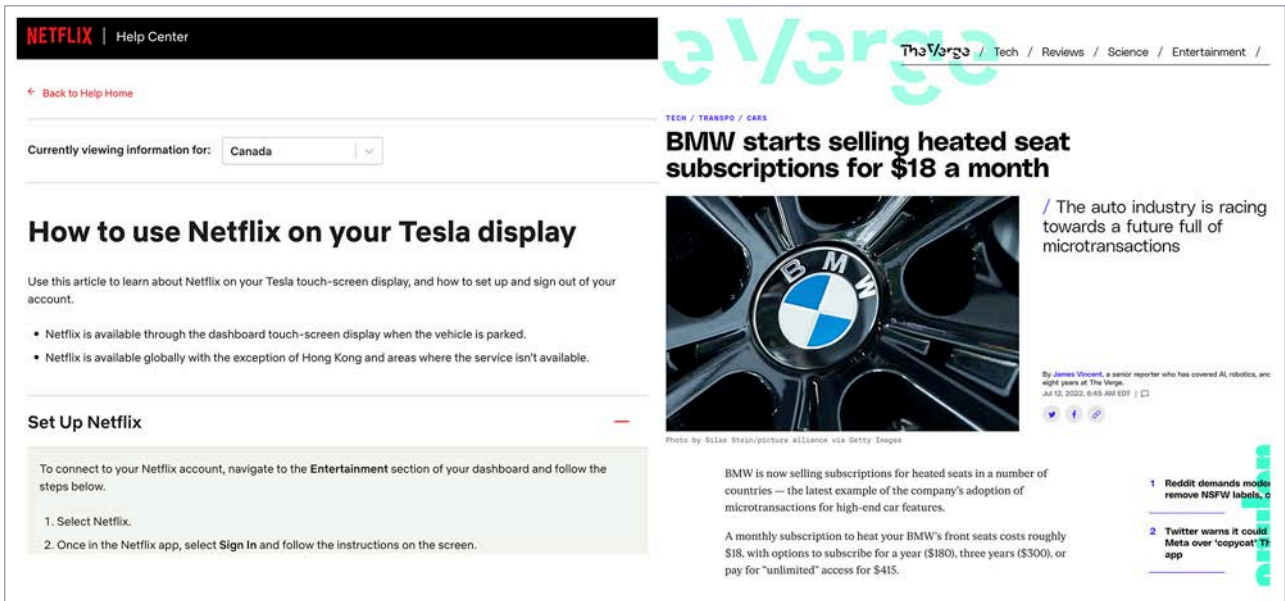 NETFLIX | Help Center
← Back to Help Home
Currently viewing information for: Canada
How to use Netflix on your Tesla display
Use this article to learn about Netflix on your Tesla touch-screen display, and how to set up and sign out of your
account.
• Netflix is available through the dashboard touch-screen display when the vehicle is parked.
• Netflix is available globally with the exception of Hong Kong and areas where the service isn't available.
Set Up Netflix
To connect to your Netflix account, navigate to the Entertainment section of your dashboard and follow the
steps below.
1. Select Netflix.
2. Once in the Netflix app, select Sign In and follow the instructions on the screen.
e Verge
The Verge / Tech / Reviews / Science / Entertainment /
TECH / TRANSPO / CARS
BMW starts selling heated seat
subscriptions for $18 a month
BMW
/ The auto industry is racing
towards a future full of
microtransactions
By James Vincent, a senior reporter who has covered AI, robotics, and
eight years at The Verge.
Jul 12, 2022, 6:45 AM EDT |
Photo by Silas Stein/picture alliance via Getty Images
BMW is now selling subscriptions for heated seats in a number of
countries — the latest example of the company's adoption of
microtransactions for high-end car features.
A monthly subscription to heat your BMW's front seats costs roughly
$18, with options to subscribe for a year ($180), three years ($300), or
pay for "unlimited" access for $415.
1 Reddit demands
remove NSFW labels,
2 Twitter warns it could
Meta over 'copycat'
app